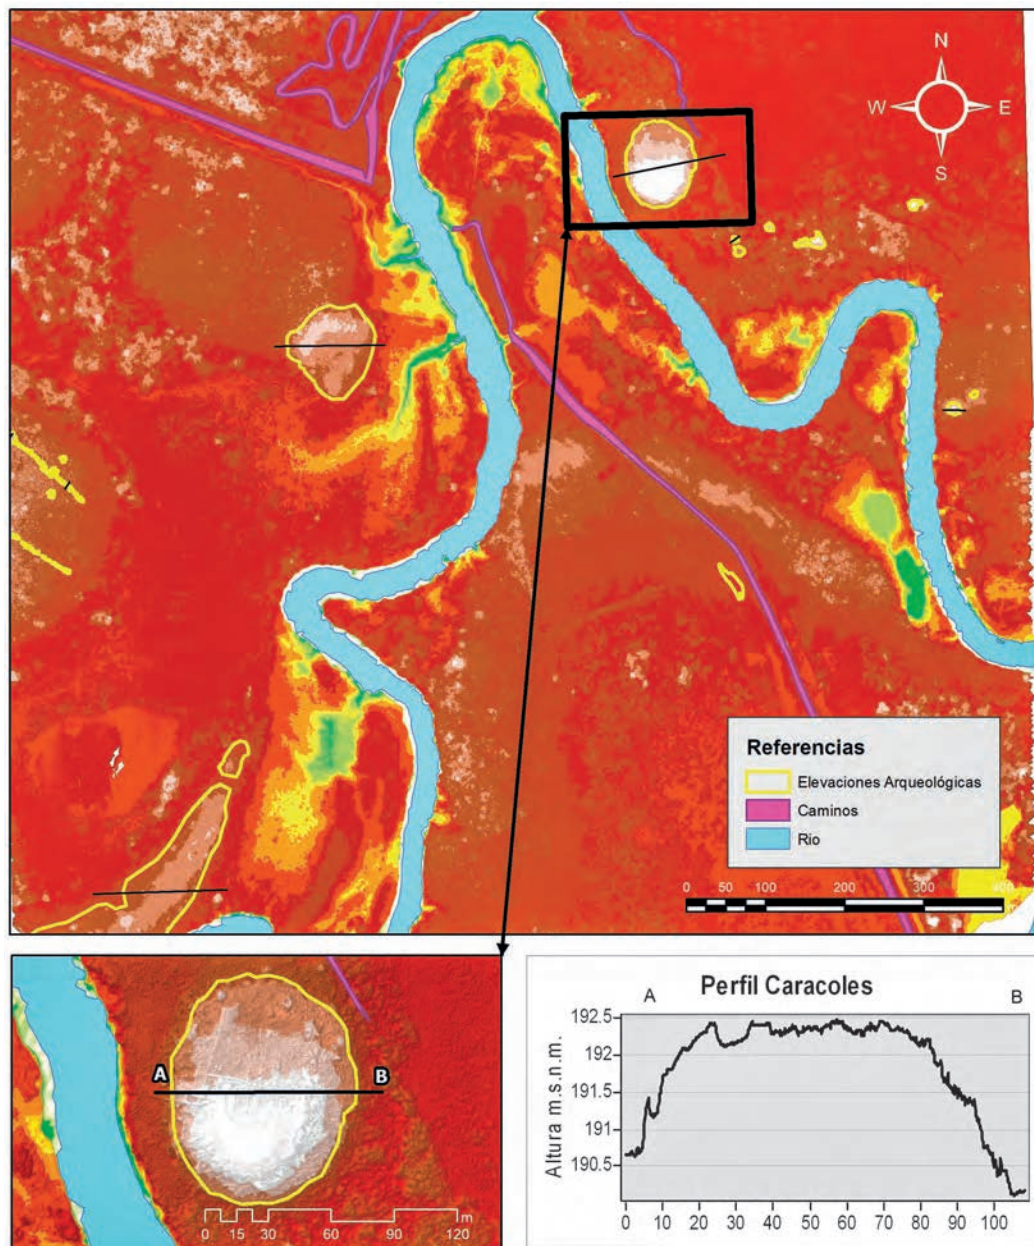 N
W E
S
Referencias
Elevaciones Arqueológicas
Caminos
Rio
0 50 100 200 300 400
A B
0 15 30 60 90 120 m
Perfil Caracoles
A B
Altura m.s.n.m.
192.5
192
191.5
191
190.5
0 10 20 30 40 50 60 70 80 90 100